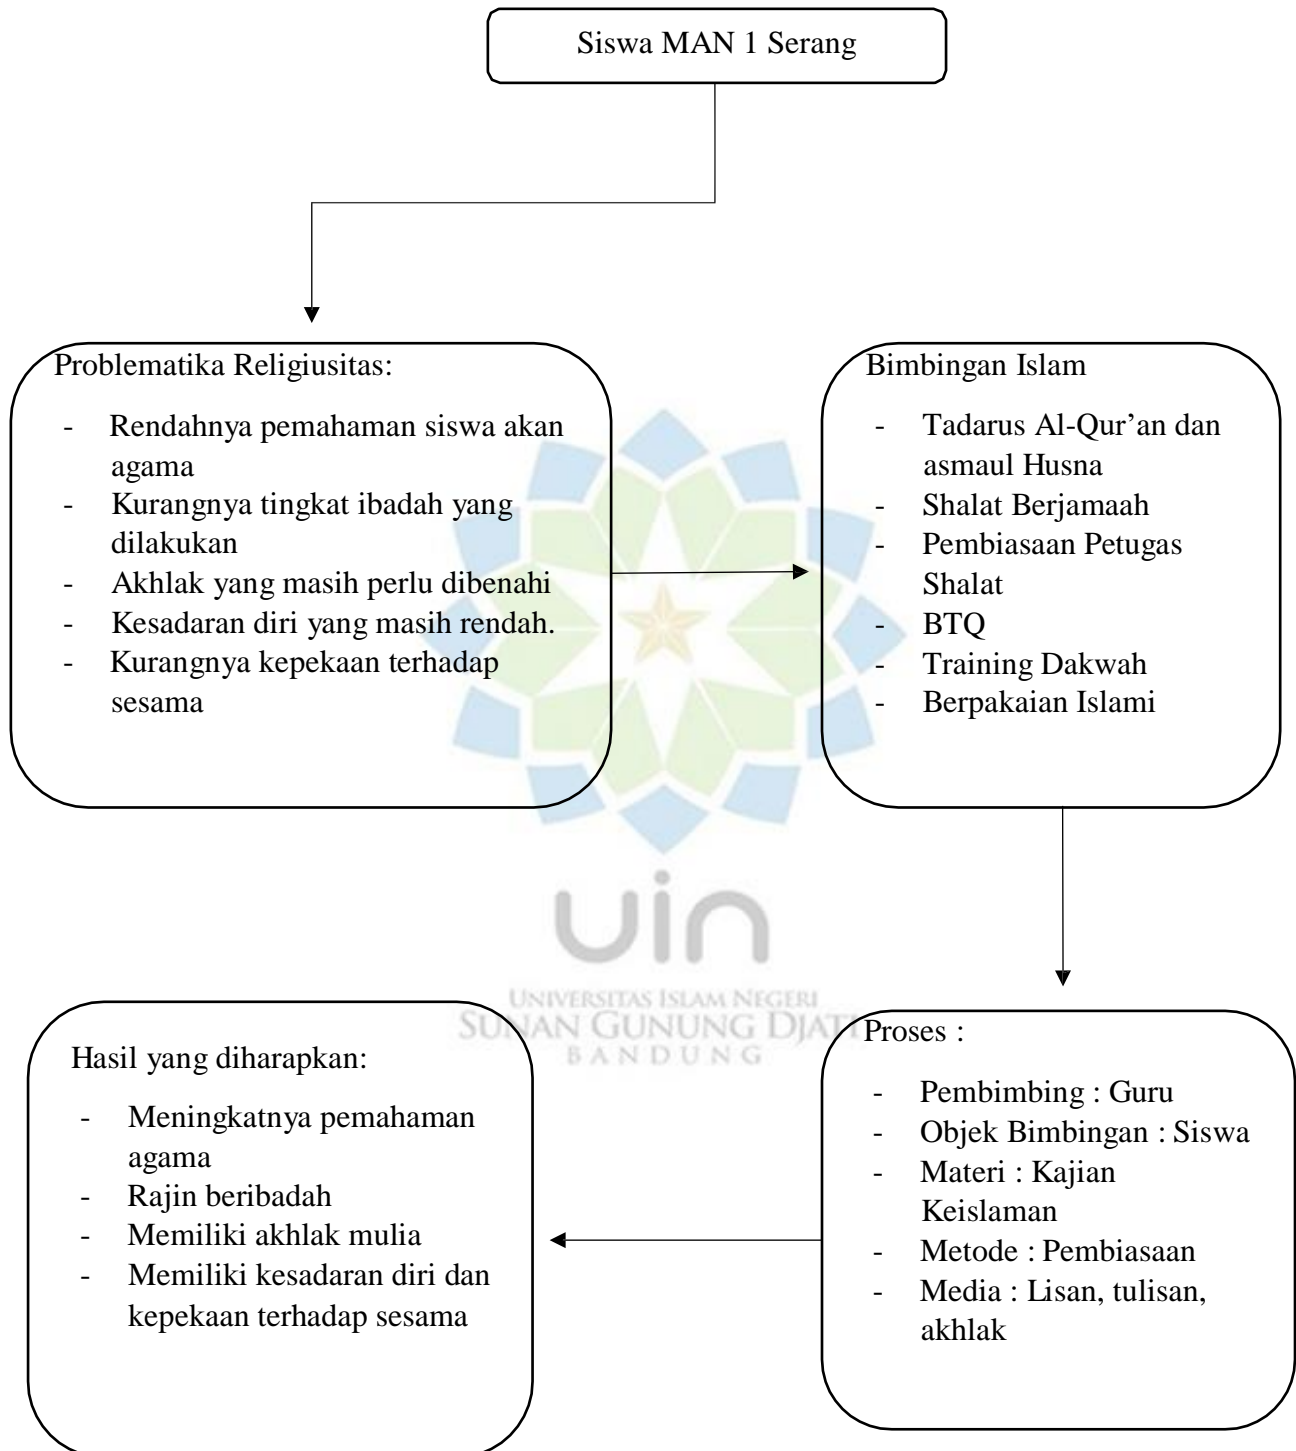 Siswa MAN 1 Serang
Problematika Religiusitas:
- Rendahnya pemahaman siswa akan
agama
- Kurangnya tingkat ibadah yang
dilakukan
- Akhlak yang masih perlu dibenahi
- Kesadaran diri yang masih rendah.
- Kurangnya kepekaan terhadap
sesama
Bimbingan Islam
- Tadarus Al-Qur’an dan
asmaul Husna
- Shalat Berjamaah
- Pembiasaan Petugas
Shalat
- BTQ
- Training Dakwah
- Berpakaian Islami
uin
UNIVERSITAS ISLAM NEGERI
SUNAN GUNUNG DJATI
BANDUNG
Proses :
- Pembimbing : Guru
- Objek Bimbingan : Siswa
- Materi : Kajian
Keislaman
- Metode : Pembiasaan
- Media : Lisan, tulisan,
akhlak
Hasil yang diharapkan:
- Meningkatnya pemahaman
agama
- Rajin beribadah
- Memiliki akhlak mulia
- Memiliki kesadaran diri dan
kepekaan terhadap sesama